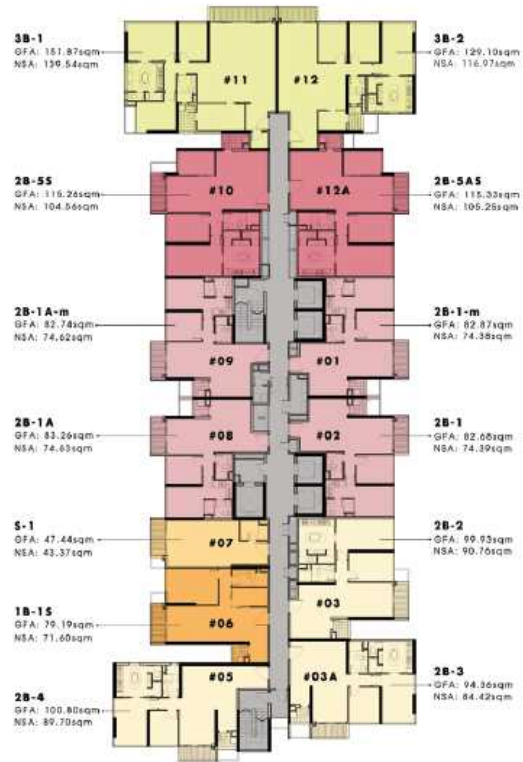 3B-1
GFA: 151.87sqm
NSA: 139.54sqm
3B-2
GFA: 129.10sqm
NSA: 116.97sqm
#11
#12
2B-5S
GFA: 115.26sqm
NSA: 104.56sqm
2B-5AS
GFA: 115.33sqm
NSA: 105.25sqm
#10
#12A
2B-1A-m
GFA: 82.74sqm
NSA: 74.62sqm
2B-1-m
GFA: 82.87sqm
NSA: 74.38sqm
#09
#01
2B-1A
GFA: 83.26sqm
NSA: 74.63sqm
2B-1
GFA: 82.68sqm
NSA: 74.39sqm
#08
#02
S-1
GFA: 47.44sqm
NSA: 43.37sqm
2B-2
GFA: 99.93sqm
NSA: 90.76sqm
#07
#03
1B-1S
GFA: 79.19sqm
NSA: 71.60sqm
#06
2B-4
GFA: 100.80sqm
NSA: 89.70sqm
2B-3
GFA: 94.36sqm
NSA: 84.42sqm
#05
#03A